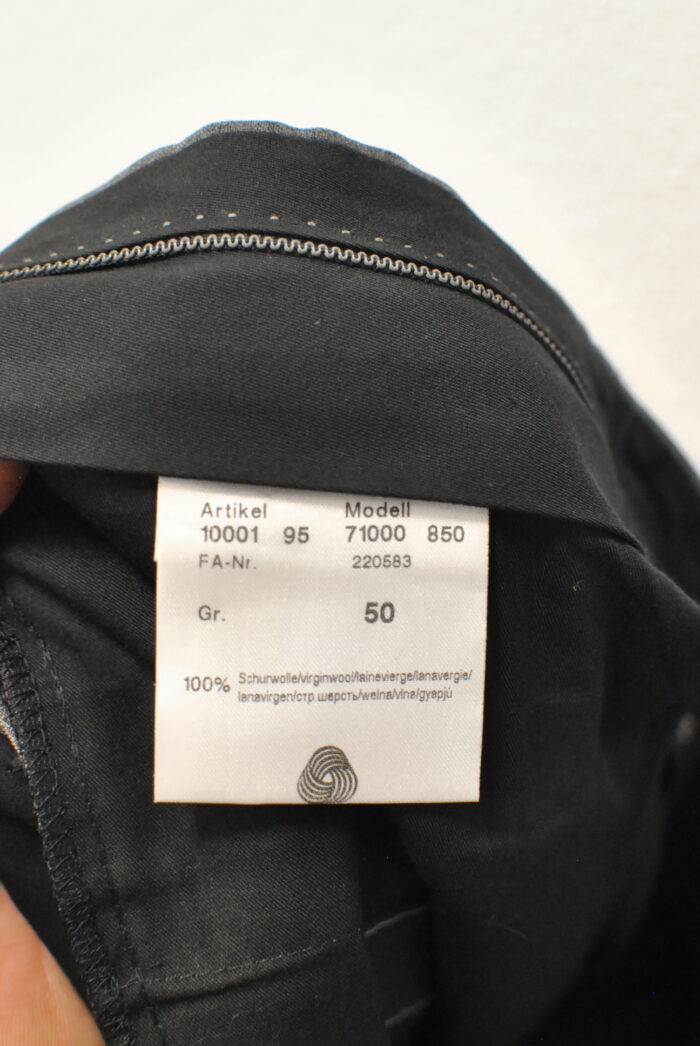 Artikel Modell
10001 95 71000 850
FA-Nr. 220583
Gr. 50
100% Schurwolle/virginwool/lainevierge/lanavergie/
lanavirgen/стр.шерсть/wełna/vlna/gyapjú